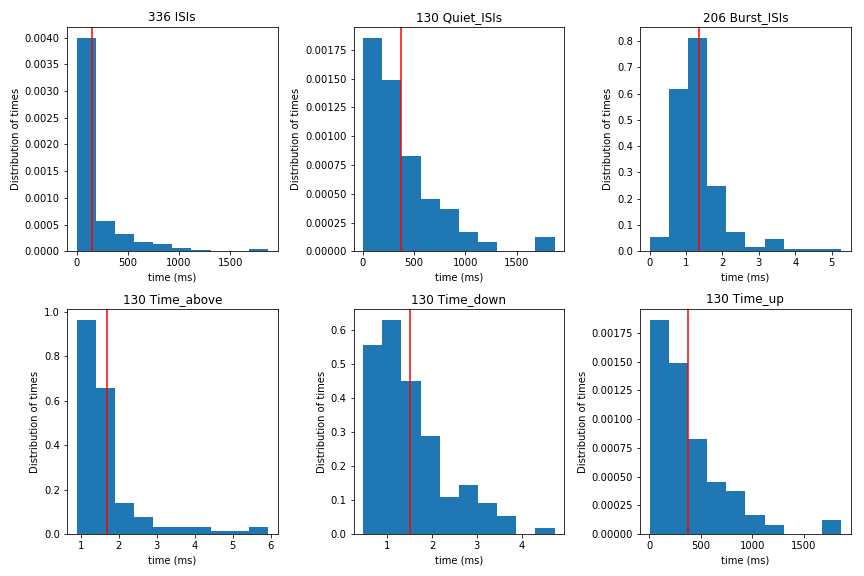 336 ISIs
0.0040
0.0035
0.0030
0.0025
0.0020
0.0015
0.0010
0.0005
0.0000
Distribution of times
0 500 1000 1500
time (ms)
130 Quiet_ISIs
0.00175
0.00150
0.00125
0.00100
0.00075
0.00050
0.00025
0.00000
Distribution of times
0 500 1000 1500
time (ms)
206 Burst_ISIs
0.8
0.7
0.6
0.5
0.4
0.3
0.2
0.1
0.0
Distribution of times
0 1 2 3 4 5
time (ms)
130 Time_above
1.0
0.8
0.6
0.4
0.2
0.0
Distribution of times
1 2 3 4 5 6
time (ms)
130 Time_down
0.6
0.5
0.4
0.3
0.2
0.1
0.0
Distribution of times
1 2 3 4
time (ms)
130 Time_up
0.00175
0.00150
0.00125
0.00100
0.00075
0.00050
0.00025
0.00000
Distribution of times
0 500 1000 1500
time (ms)